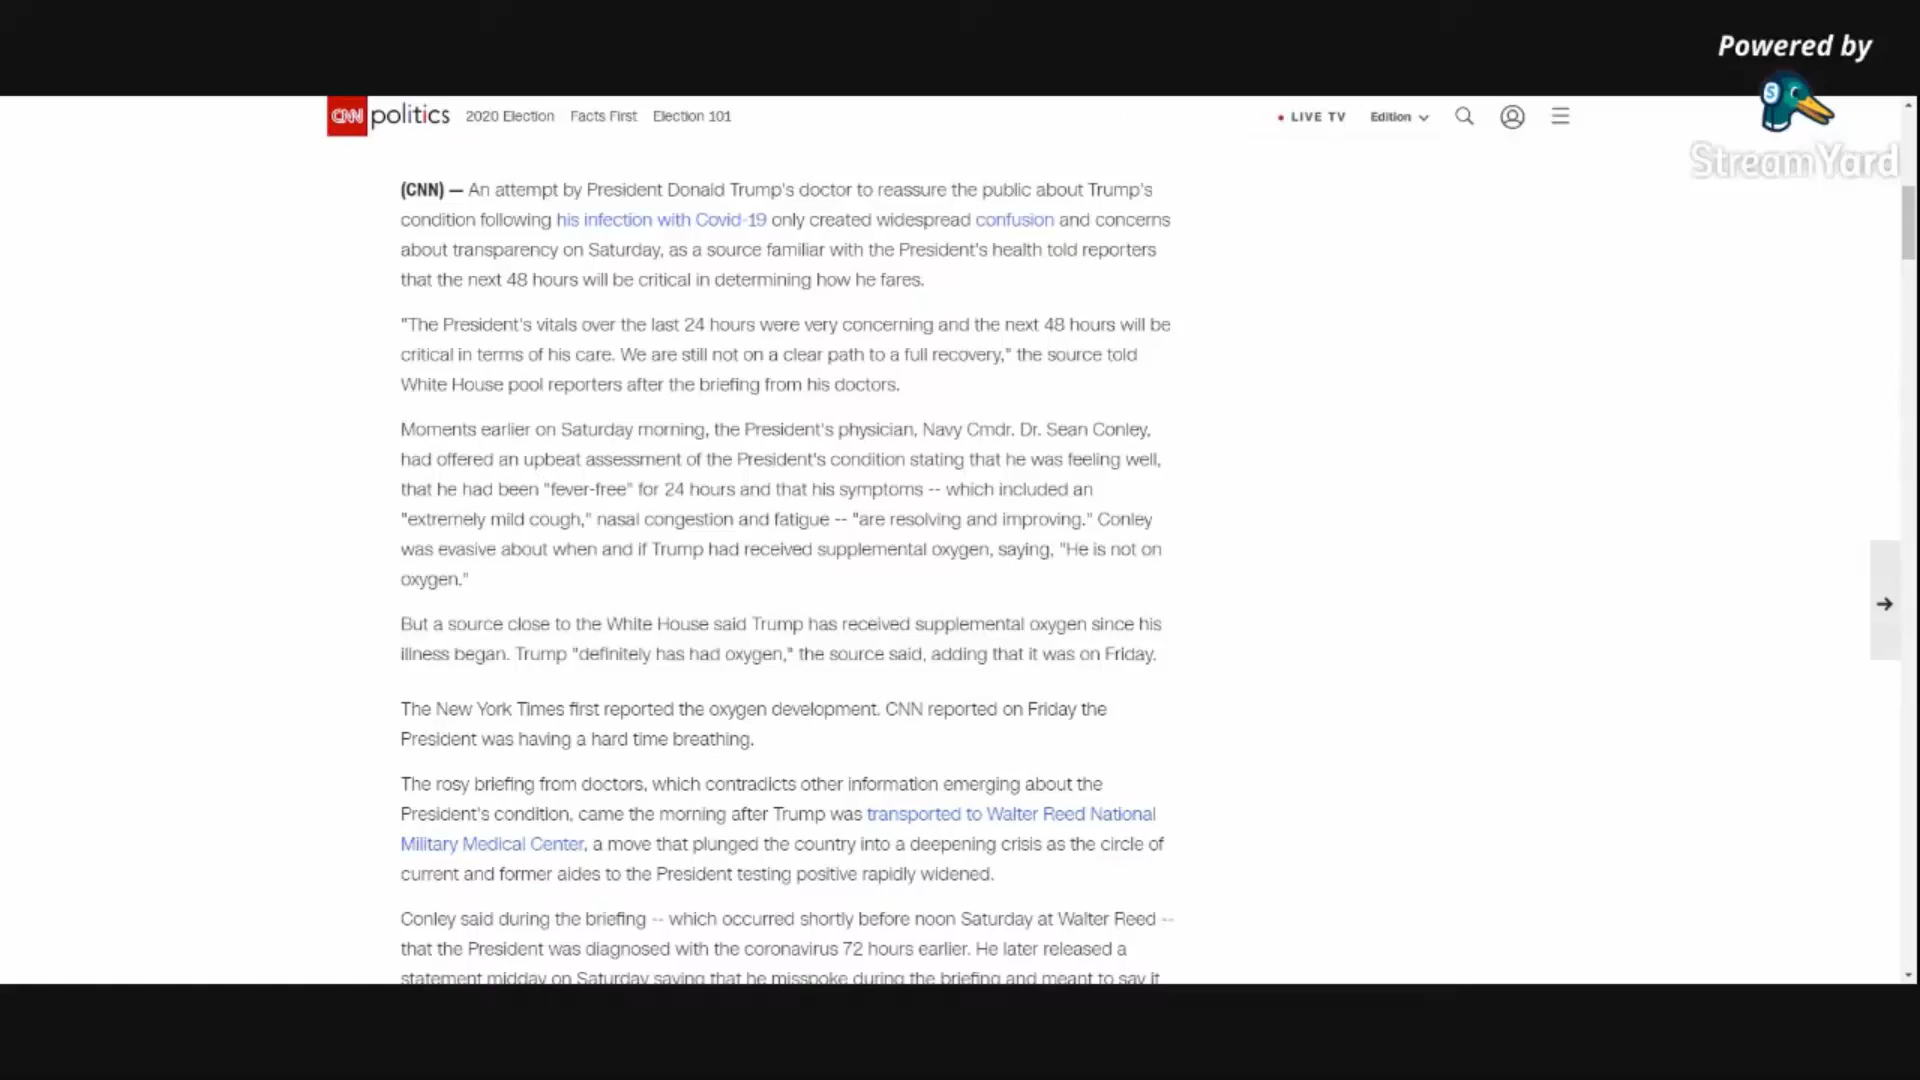 Powered by
StreamYard
CNN politics 2020 Election Facts First Election 101
LIVE TV Edition
(CNN) — An attempt by President Donald Trump's doctor to reassure the public about Trump's
condition following his infection with Covid-19 only created widespread confusion and concerns
about transparency on Saturday, as a source familiar with the President's health told reporters
that the next 48 hours will be critical in determining how he fares.
"The President's vitals over the last 24 hours were very concerning and the next 48 hours will be
critical in terms of his care. We are still not on a clear path to a full recovery," the source told
White House pool reporters after the briefing from his doctors.
Moments earlier on Saturday morning, the President's physician, Navy Cmdr. Dr. Sean Conley,
had offered an upbeat assessment of the President's condition stating that he was feeling well,
that he had been "fever-free" for 24 hours and that his symptoms -- which included an
"extremely mild cough," nasal congestion and fatigue -- "are resolving and improving." Conley
was evasive about when and if Trump had received supplemental oxygen, saying, "He is not on
oxygen."
But a source close to the White House said Trump has received supplemental oxygen since his
illness began. Trump "definitely has had oxygen," the source said, adding that it was on Friday.
The New York Times first reported the oxygen development. CNN reported on Friday the
President was having a hard time breathing.
The rosy briefing from doctors, which contradicts other information emerging about the
President's condition, came the morning after Trump was transported to Walter Reed National
Military Medical Center, a move that plunged the country into a deepening crisis as the circle of
current and former aides to the President testing positive rapidly widened.
Conley said during the briefing -- which occurred shortly before noon Saturday at Walter Reed --
that the President was diagnosed with the coronavirus 72 hours earlier. He later released a
statement midday on Saturday saying that he misspoke during the briefing and meant to say it